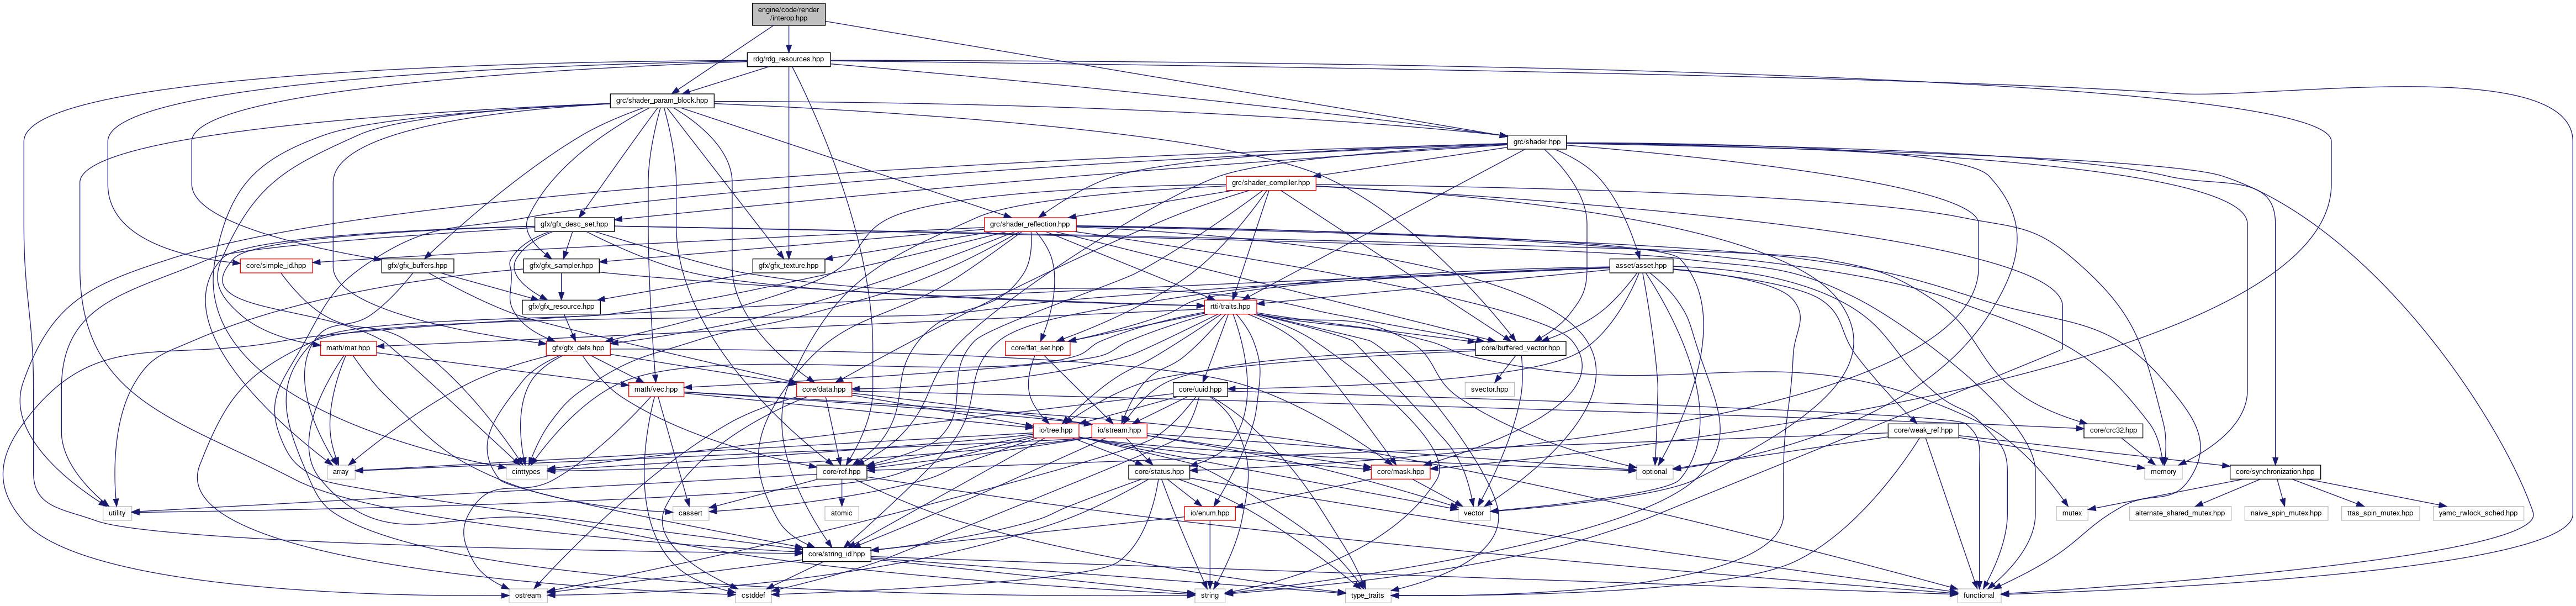 engine/code/render
/interop.hpp
rdg/rdg_resources.hpp
grc/shader_param_block.hpp
grc/shader.hpp
grc/shader_compiler.hpp
gfx/gfx_desc_set.hpp
grc/shader_reflection.hpp
core/simple_id.hpp
gfx/gfx_buffers.hpp
gfx/gfx_sampler.hpp
gfx/gfx_texture.hpp
asset/asset.hpp
gfx/gfx_resource.hpp
rtti/traits.hpp
math/mat.hpp
gfx/gfx_defs.hpp
core/flat_set.hpp
core/buffered_vector.hpp
math/vec.hpp
core/data.hpp
svector.hpp
core/uuid.hpp
io/tree.hpp
io/stream.hpp
core/weak_ref.hpp
core/crc32.hpp
array
cinttypes
core/ref.hpp
core/status.hpp
core/mask.hpp
optional
memory
core/synchronization.hpp
utility
cassert
atomic
io/enum.hpp
vector
mutex
alternate_shared_mutex.hpp
naive_spin_mutex.hpp
ttas_spin_mutex.hpp
yamc_rwlock_sched.hpp
core/string_id.hpp
ostream
cstddef
string
type_traits
functional